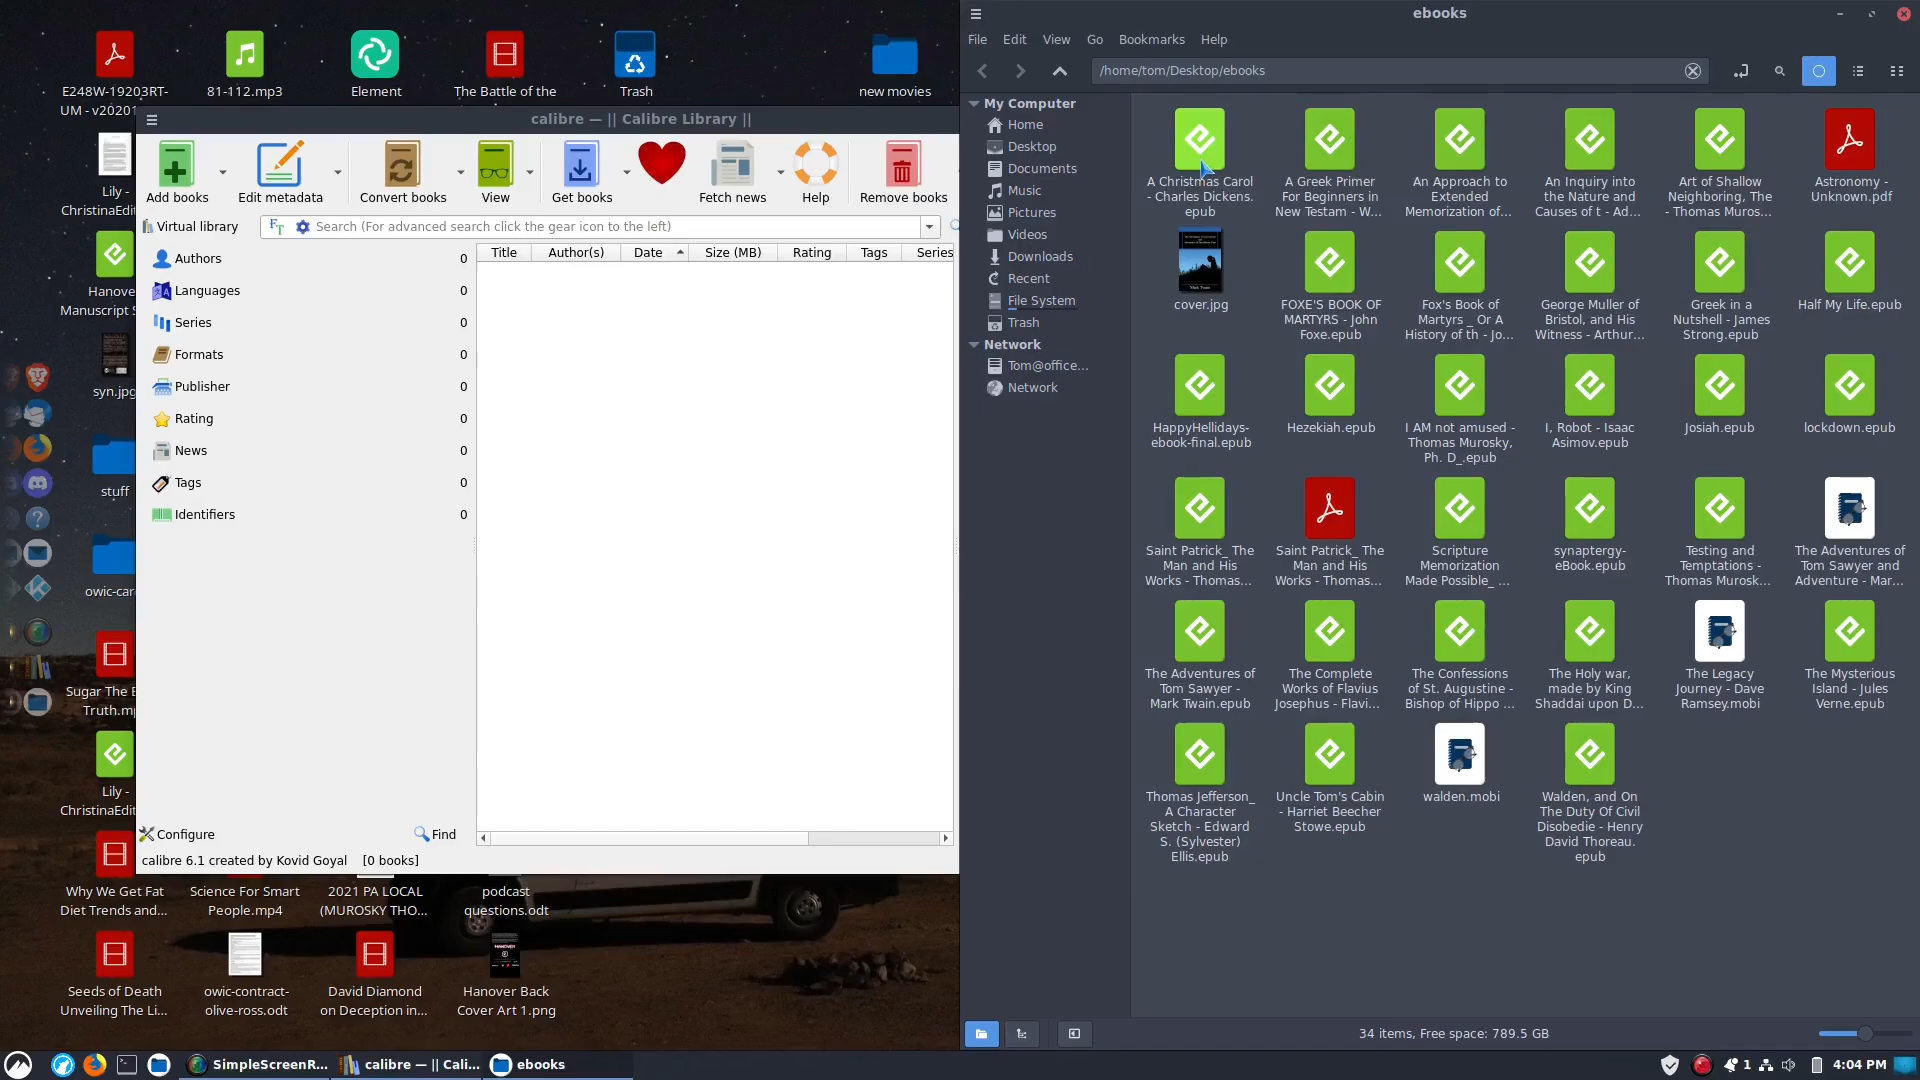 E248W-19203RT-
UM - v20201...
81-112.mp3
Element
The Battle of the
Trash
new movies
Lily -
ChristinaEdit
Hanover
Manuscript S
syn.jpg
stuff
owic-car
Sugar The B
Truth.mp
Lily -
ChristinaEdit
Why We Get Fat
Diet Trends and...
Science For Smart
People.mp4
2021 PA LOCAL
(MUROSKY THO...
podcast
questions.odt
Seeds of Death
Unveiling The Li...
owic-contract-
olive-ross.odt
David Diamond
on Deception in...
Hanover Back
Cover Art 1.png
calibre — || Calibre Library ||
Add books
Edit metadata
Convert books
View
Get books
Fetch news
Help
Remove books
Virtual library
Search (For advanced search click the gear icon to the left)
Authors 0
Languages 0
Series 0
Formats 0
Publisher 0
Rating 0
News 0
Tags 0
Identifiers 0
Title Author(s) Date Size (MB) Rating Tags Series
Configure
Find
calibre 6.1 created by Kovid Goyal [0 books]
ebooks
File Edit View Go Bookmarks Help
/home/tom/Desktop/ebooks
My Computer
Home
Desktop
Documents
Music
Pictures
Videos
Downloads
Recent
File System
Trash
Network
Tom@office...
Network
A Christmas Carol
- Charles Dickens.
epub
A Greek Primer
For Beginners in
New Testam - W...
An Approach to
Extended
Memorization of...
An Inquiry into
the Nature and
Causes of t - Ad...
Art of Shallow
Neighboring, The
- Thomas Muros...
Astronomy -
Unknown.pdf
cover.jpg
FOXE'S BOOK OF
MARTYRS - John
Foxe.epub
Fox's Book of
Martyrs _ Or A
History of th - Jo...
George Muller of
Bristol, and His
Witness - Arthur...
Greek in a
Nutshell - James
Strong.epub
Half My Life.epub
HappyHellidays-
ebook-final.epub
Hezekiah.epub
I AM not amused -
Thomas Murosky,
Ph. D_.epub
I, Robot - Isaac
Asimov.epub
Josiah.epub
lockdown.epub
Saint Patrick_ The
Man and His
Works - Thomas...
Saint Patrick_ The
Man and His
Works - Thomas...
Scripture
Memorization
Made Possible_ ...
synaptergy-
eBook.epub
Testing and
Temptations -
Thomas Murosk...
The Adventures of
Tom Sawyer and
Adventure - Mar...
The Adventures of
Tom Sawyer -
Mark Twain.epub
The Complete
Works of Flavius
Josephus - Flavi...
The Confessions
of St. Augustine -
Bishop of Hippo ...
The Holy war,
made by King
Shaddai upon D...
The Legacy
Journey - Dave
Ramsey.mobi
The Mysterious
Island - Jules
Verne.epub
Thomas Jefferson_
A Character
Sketch - Edward
S. (Sylvester)
Ellis.epub
Uncle Tom's Cabin
- Harriet Beecher
Stowe.epub
walden.mobi
Walden, and On
The Duty Of Civil
Disobedie - Henry
David Thoreau.
epub
34 items, Free space: 789.5 GB
SimpleScreenR...
calibre — || Cali...
ebooks
1
4:04 PM